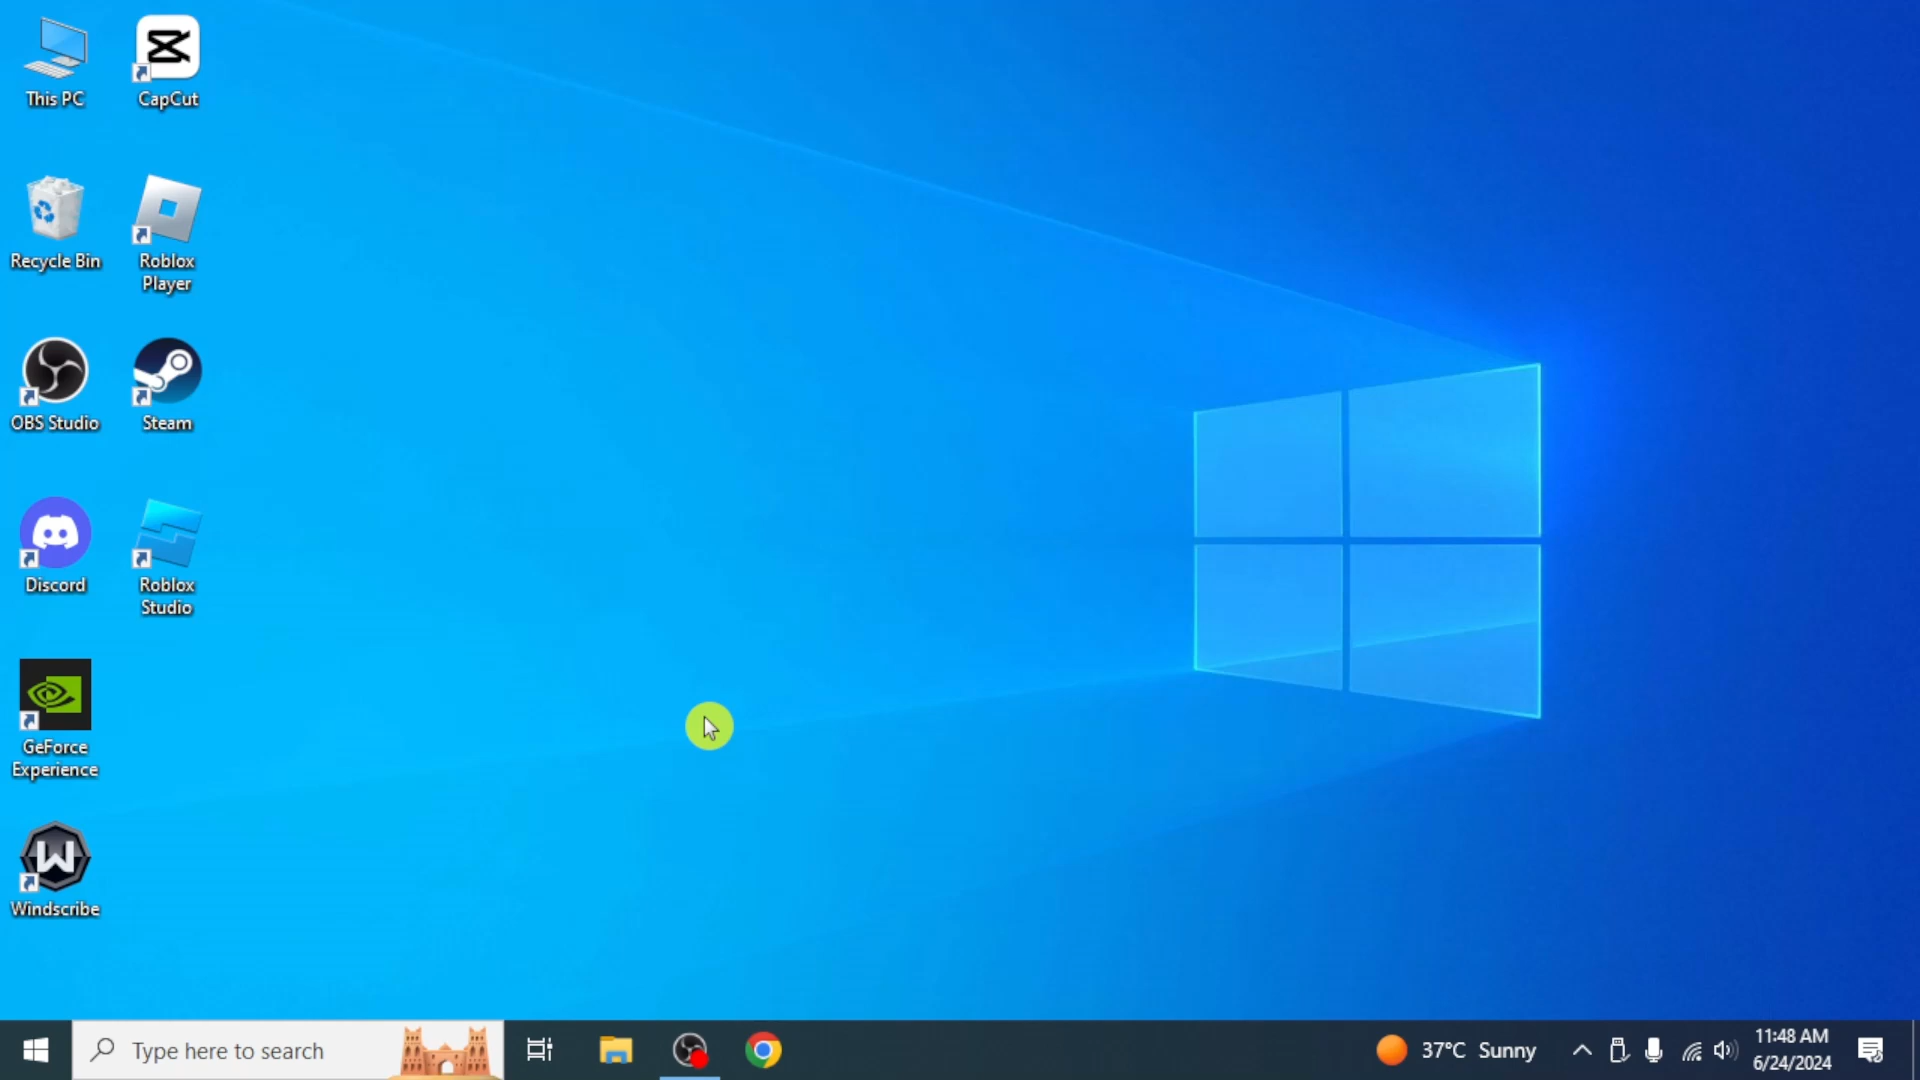 This PC
CapCut
Recycle Bin
Roblox
Player
OBS Studio
Steam
Discord
Roblox
Studio
GeForce
Experience
Windscribe
Type here to search
37°C Sunny
11:48 AM
6/24/2024